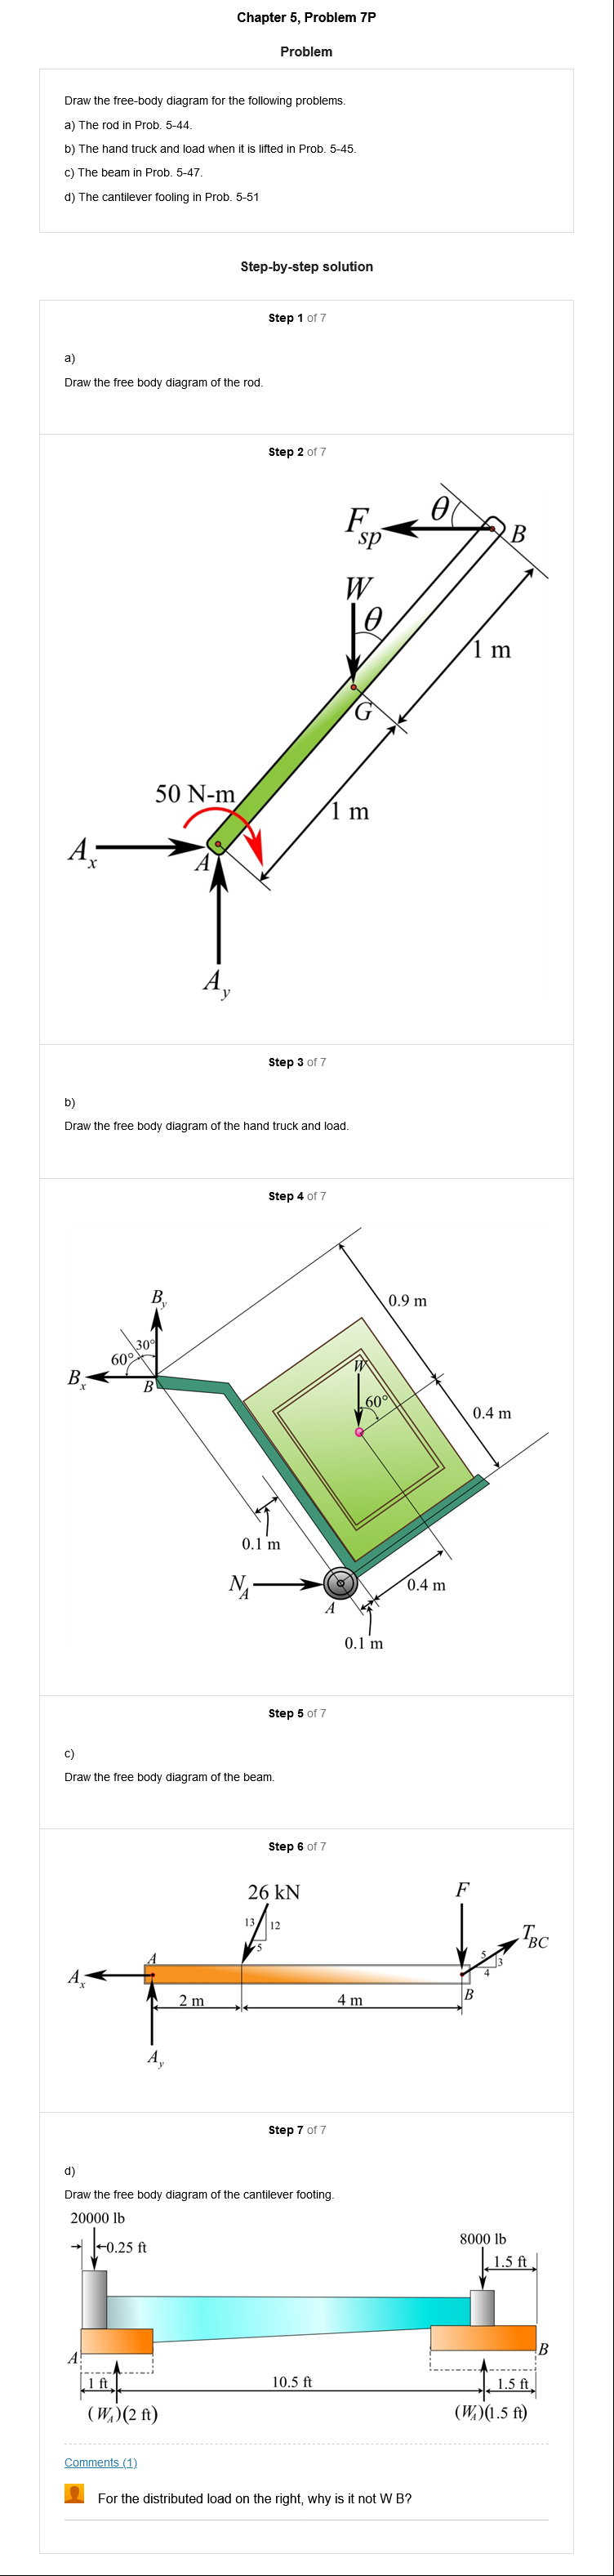 Chapter 5, Problem 7P
Problem
Draw the free-body diagram for the following problems.
a) The rod in Prob. 5-44.
b) The hand truck and load when it is lifted in Prob. 5-45.
c) The beam in Prob. 5-47.
d) The cantilever fooling in Prob. 5-51
Step-by-step solution
Step 1 of 7
a)
Draw the free body diagram of the rod.
Step 2 of 7
θ
F_sp
B
W
θ
1 m
G
50 N-m
1 m
A_x
A
A_y
Step 3 of 7
b)
Draw the free body diagram of the hand truck and load.
Step 4 of 7
0.9 m
B_y
30°
60°
W
B_x
B
60°
0.4 m
0.1 m
N_A
0.4 m
A
0.1 m
Step 5 of 7
c)
Draw the free body diagram of the beam.
Step 6 of 7
26 kN
F
13 12
5
T_BC
A
5 3
4
A_x
B
2 m 4 m
A_y
Step 7 of 7
d)
Draw the free body diagram of the cantilever footing.
20000 lb
8000 lb
0.25 ft
1.5 ft
A
B
1 ft 10.5 ft 1.5 ft
(W_A)(2 ft) (W_A)(1.5 ft)
Comments (1)
For the distributed load on the right, why is it not W B?